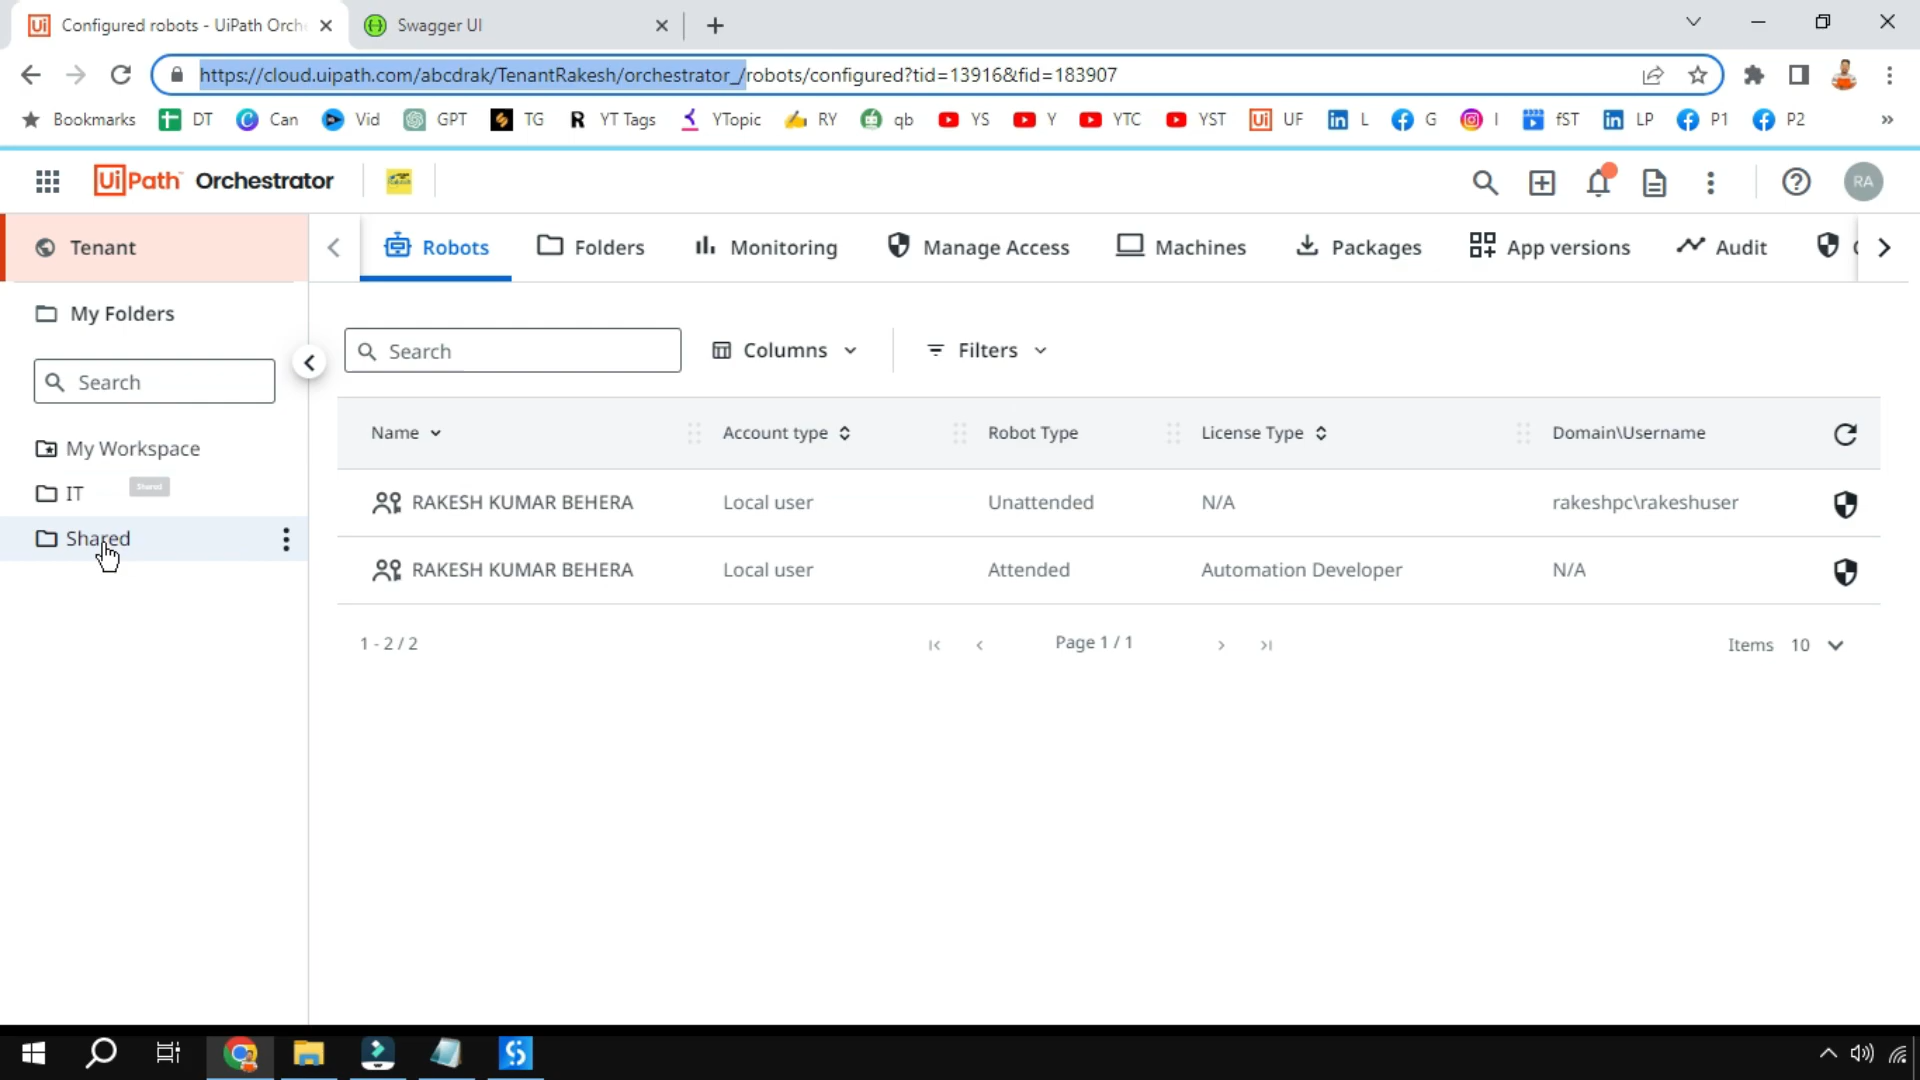 Configured robots - UiPath Orch
Swagger UI
https://cloud.uipath.com/abcdrak/TenantRakesh/orchestrator_/robots/configured?tid=13916&fid=183907
Bookmarks DT Can Vid GPT TG YT Tags YTopic RY qb YS Y YTC YST UF L G I fST LP P1 P2 »
UiPath Orchestrator
RA
Tenant
Robots Folders Monitoring Manage Access Machines Packages App versions Audit
My Folders
Search
Search Columns Filters
My Workspace
IT
Shared
Shared
Name Account type Robot Type License Type Domain\Username
RAKESH KUMAR BEHERA Local user Unattended N/A rakeshpc\rakeshuser
RAKESH KUMAR BEHERA Local user Attended Automation Developer N/A
1 - 2 / 2 Page 1 / 1 Items 10